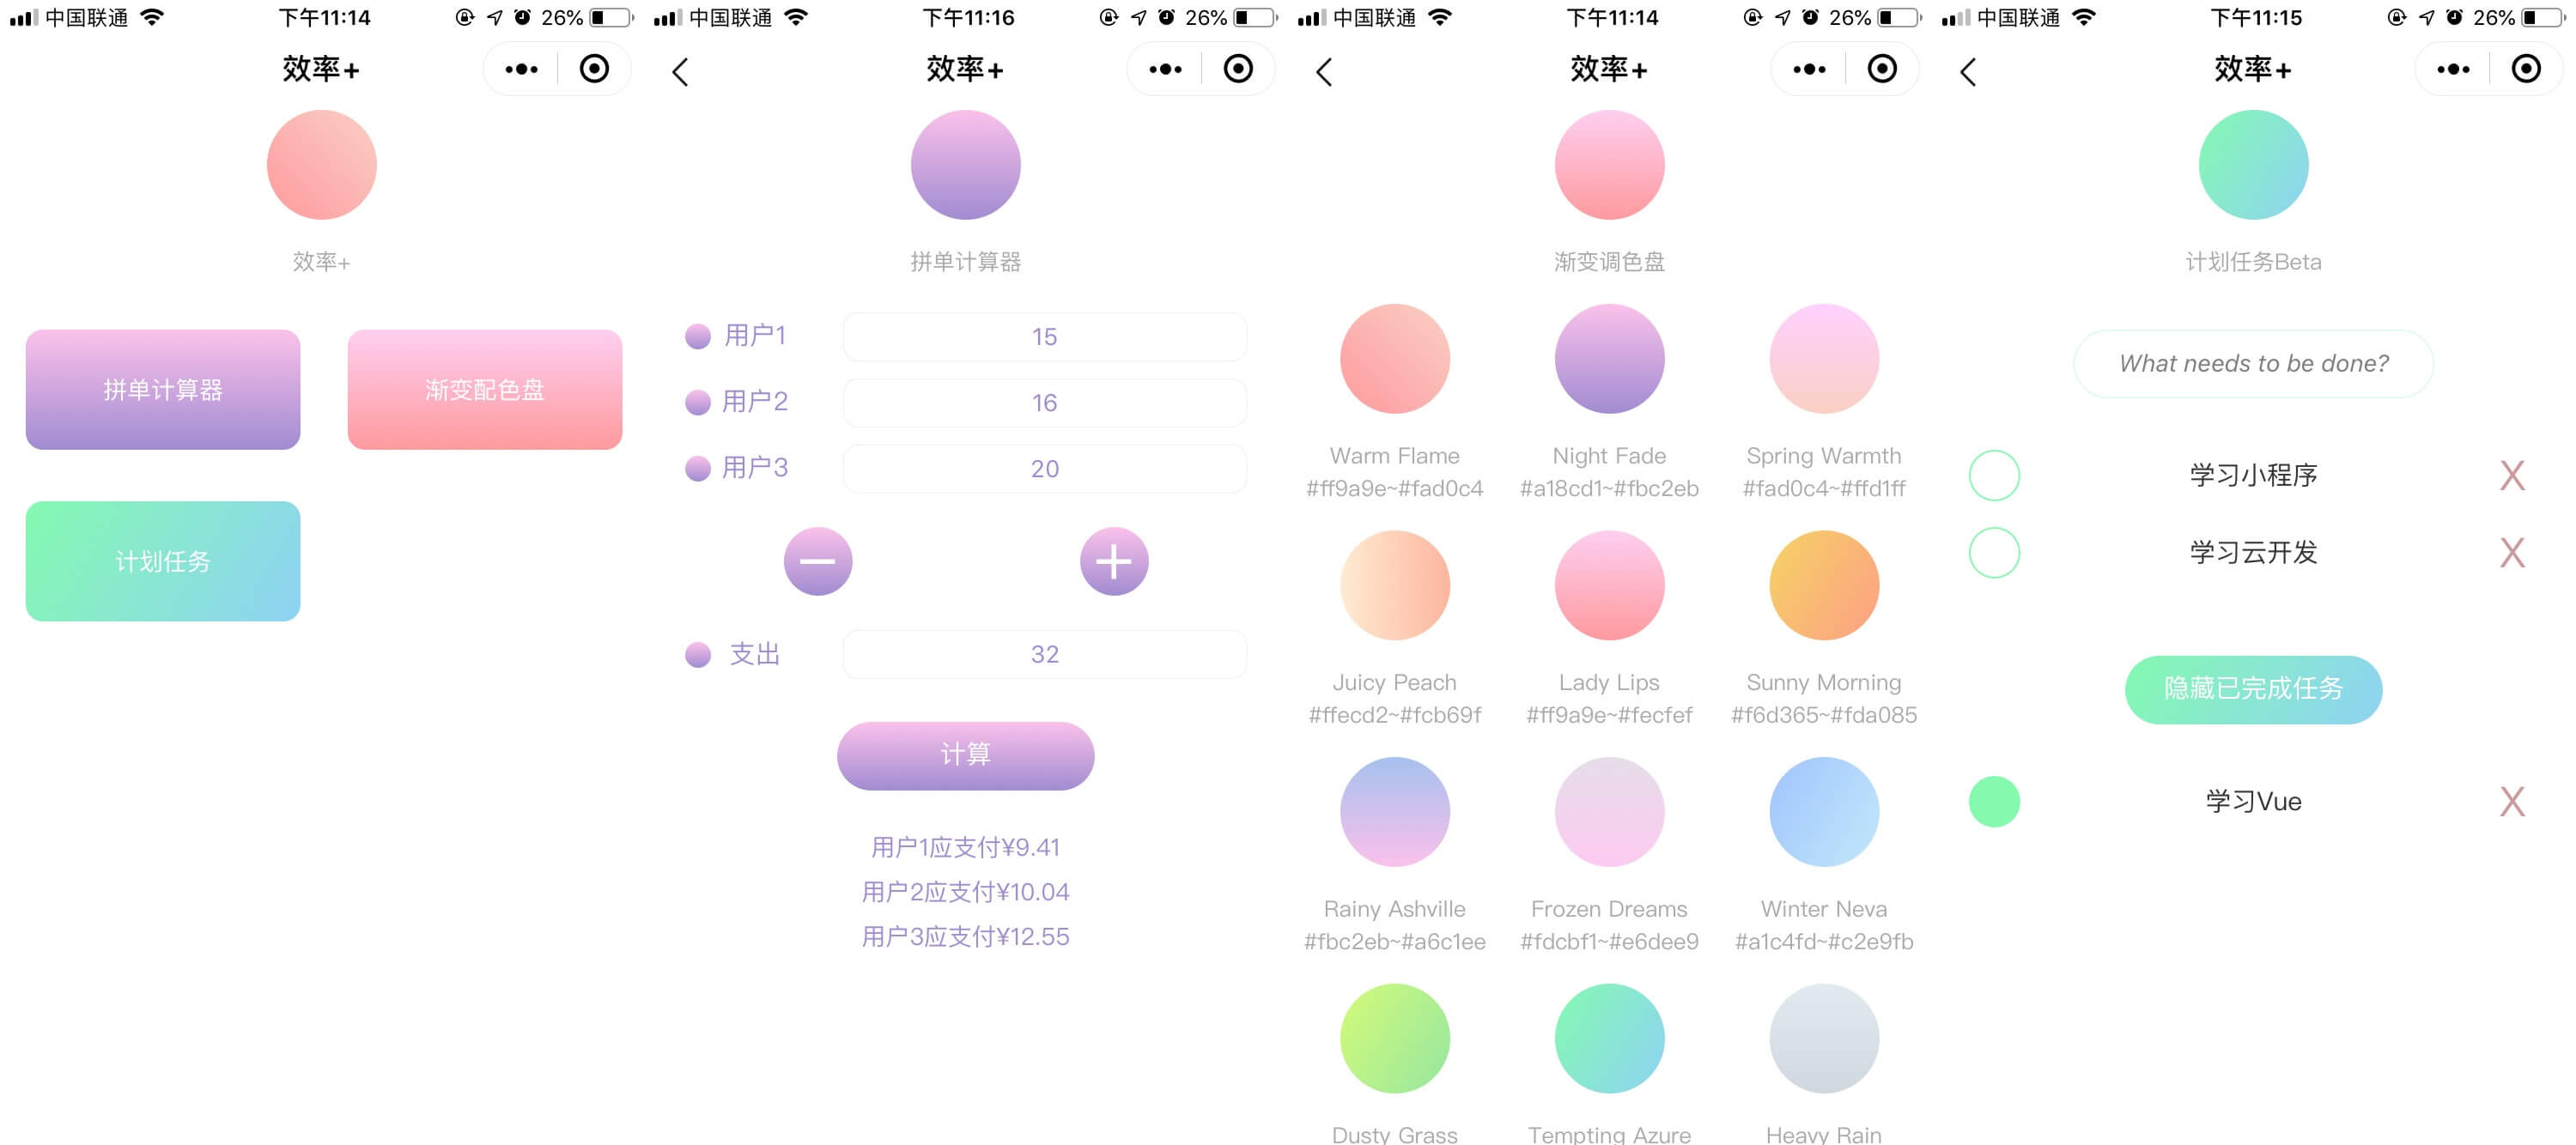 中国联通
下午11:14
26%
效率+
效率+
拼单计算器
渐变配色盘
计划任务
中国联通
下午11:16
26%
效率+
拼单计算器
用户1
15
用户2
16
用户3
20
支出
32
计算
用户1应支付¥9.41
用户2应支付¥10.04
用户3应支付¥12.55
中国联通
下午11:14
26%
效率+
渐变调色盘
Warm Flame
#ff9a9e~#fad0c4
Night Fade
#a18cd1~#fbc2eb
Spring Warmth
#fad0c4~#ffd1ff
Juicy Peach
#ffecd2~#fcb69f
Lady Lips
#ff9a9e~#fecfef
Sunny Morning
#f6d365~#fda085
Rainy Ashville
#fbc2eb~#a6c1ee
Frozen Dreams
#fdcbf1~#e6dee9
Winter Neva
#a1c4fd~#c2e9fb
Dusty Grass
Tempting Azure
Heavy Rain
中国联通
下午11:15
26%
效率+
计划任务Beta
What needs to be done?
学习小程序
X
学习云开发
X
隐藏已完成任务
学习Vue
X